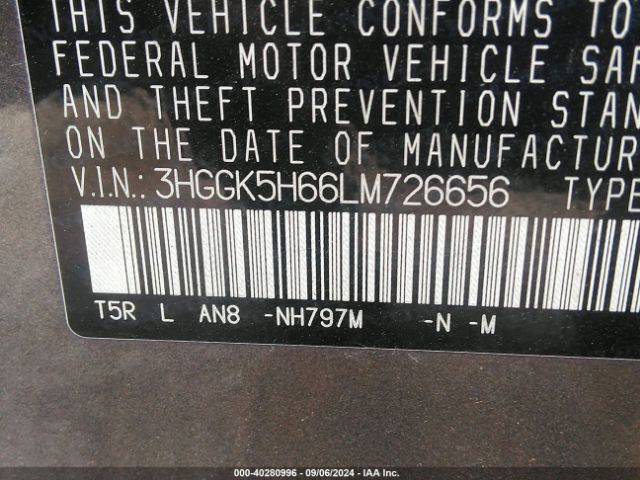 THIS VEHICLE CONFORMS TO
FEDERAL MOTOR VEHICLE SAF
AND THEFT PREVENTION STAN
ON THE DATE OF MANUFACTUR
V.I.N.: 3HGGK5H66LM726656 TYPE
T5R L AN8 -NH797M -N -M
000-40280996 - 09/06/2024 - IAA Inc.